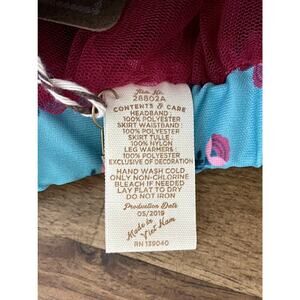 Item No.
28802A
CONTENTS & CARE
HEADBAND:
100% POLYESTER
SKIRT WAISTBAND:
100% POLYESTER
SKIRT TULLE:
100% NYLON
LEG WARMERS:
100% POLYESTER
EXCLUSIVE OF DECORATION
HAND WASH COLD
ONLY NON-CHLORINE
BLEACH IF NEEDED
LAY FLAT TO DRY
DO NOT IRON
Production Date
05/2019
Made in
Viet Nam
RN 139040